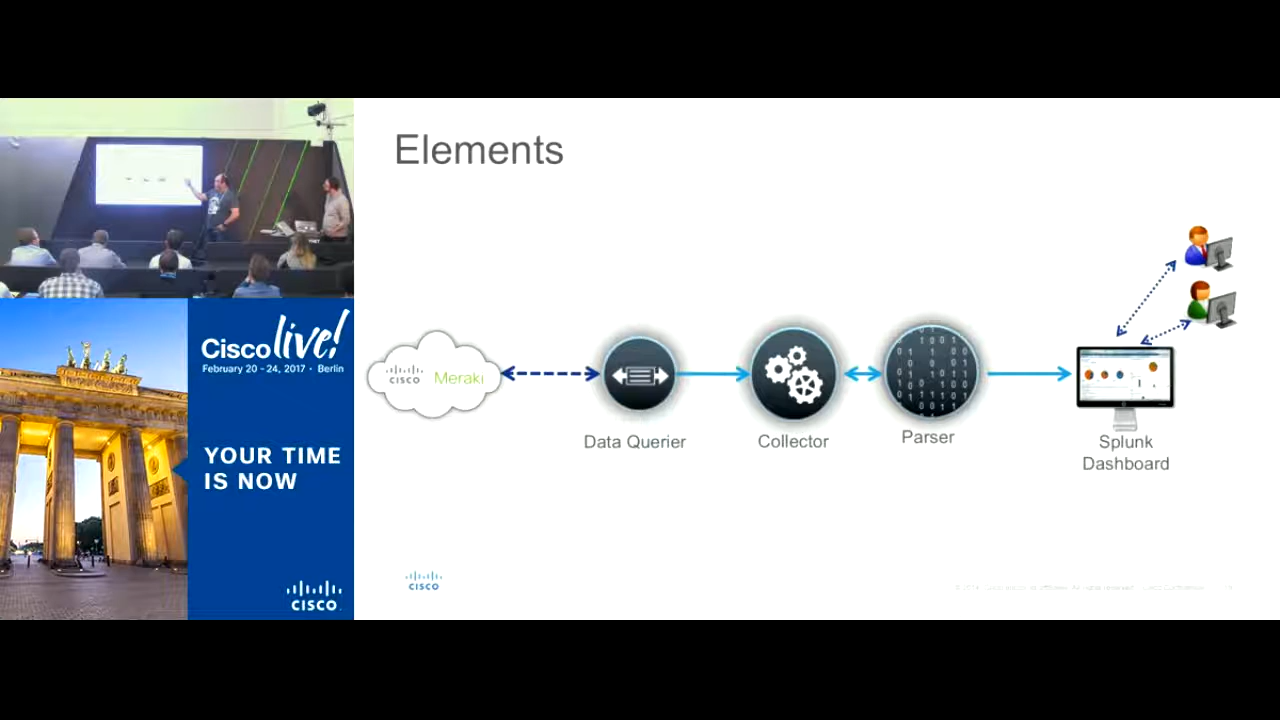 Elements
Cisco live!
February 20 - 24, 2017 • Berlin
YOUR TIME
IS NOW
CISCO
CISCO Meraki
Data Querier
Collector
Parser
Splunk
Dashboard
CISCO